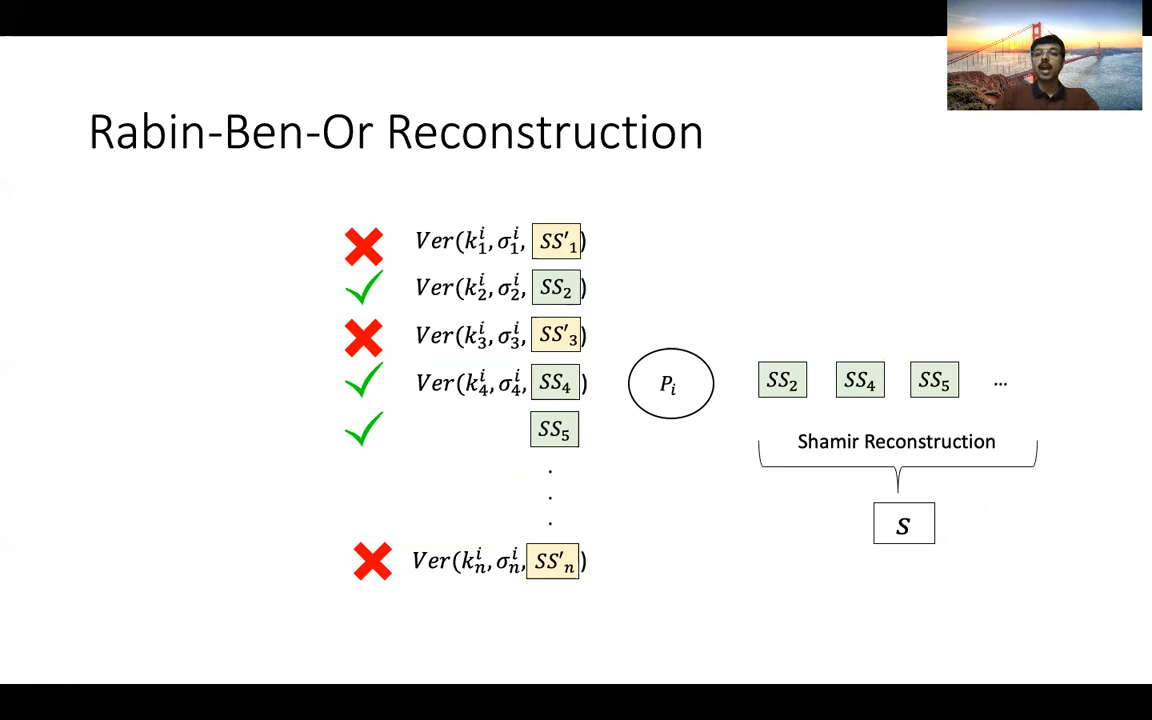 Rabin-Ben-Or Reconstruction
Ver(k₁ⁱ, σ₁ⁱ, SS′₁)
Ver(k₂ⁱ, σ₂ⁱ, SS₂)
Ver(k₃ⁱ, σ₃ⁱ, SS′₃)
Ver(k₄ⁱ, σ₄ⁱ, SS₄)
SS₅
.
.
.
Ver(kₙⁱ, σₙⁱ, SS′ₙ)
Pᵢ
SS₂ SS₄ SS₅ ...
Shamir Reconstruction
s